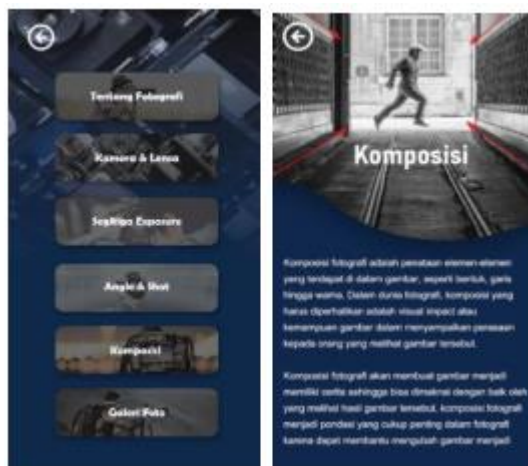 Tentang Fotografi
Kamera & Lensa
Segitiga Exposure
Angle & Shot
Komposisi
Galeri Foto
Komposisi
Komposisi fotografi adalah penataan elemen-elemen
yang terdapat di dalam gambar, seperti bentuk, garis
hingga warna. Dalam dunia fotografi, komposisi yang
harus diperhatikan adalah visual impact atau
kemampuan gambar dalam menyampaikan perasaan
kepada orang yang melihat gambar tersebut.
Komposisi fotografi akan membuat gambar menjadi
memiliki cerita sehingga bisa dimaknai dengan baik oleh
yang melihat hasil gambar tersebut, komposisi fotografi
menjadi pondasi yang cukup penting dalam fotografi
karena dapat membantu mengubah gambar menjadi